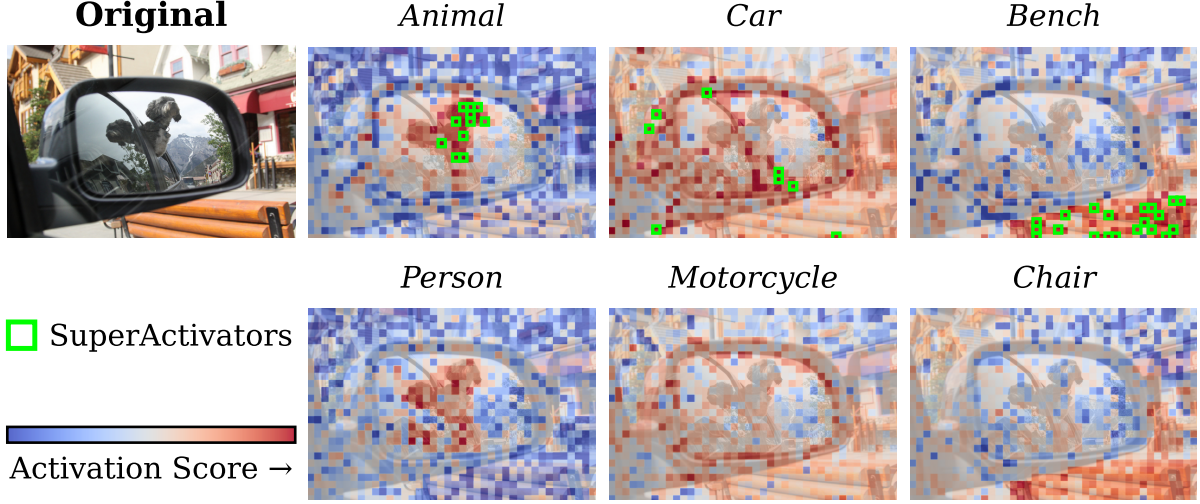 Original
Animal
Car
Bench
Person
Motorcycle
Chair
SuperActivators
Activation Score →